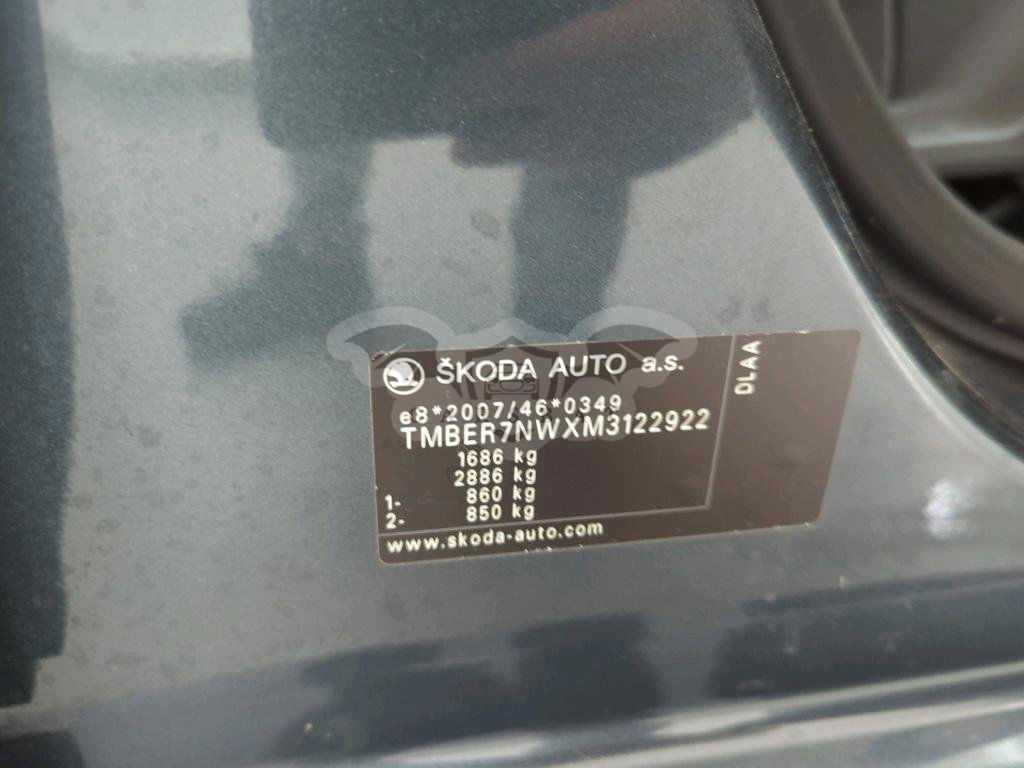 ŠKODA AUTO a.s.
e8*2007/46*0349
TMBER7NWXM3122922
1686 kg
2886 kg
1- 860 kg
2- 850 kg
www.skoda-auto.com
DLAA